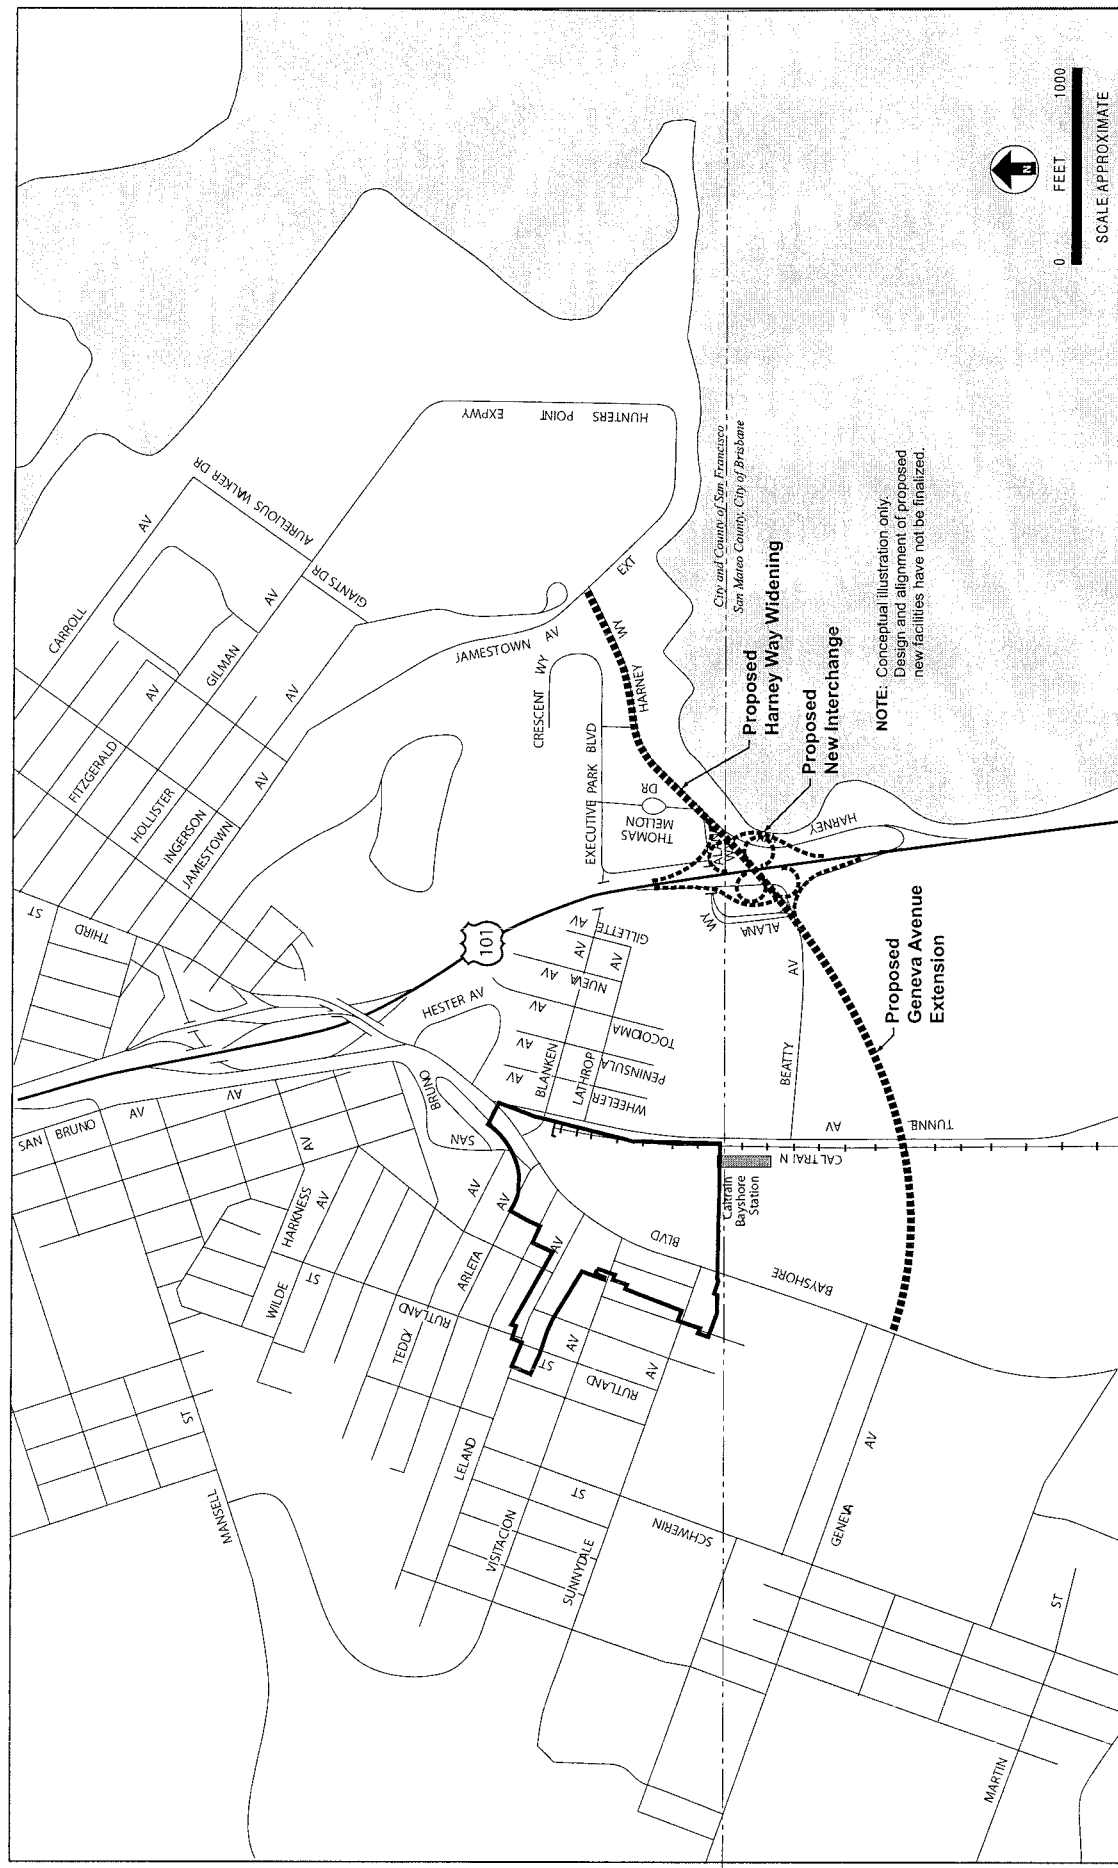 CARROLL
AV
AURELIOUS WALKER DR
GIANTS DR
GILMAN
AV
FITZGERALD
AV
HOLLISTER
INGERSON
AV
JAMESTOWN
AV
THIRD
ST
JAMESTOWN AV
HUNTERS POINT EXPWY
CRESCENT WY
EXECUTIVE PARK BLVD
THOMAS
MELLON
DR
HARNEY
WY
EXT
101
HESTER AV
SAN BRUNO AV
AV
SAN
BRUNO
MANSELL
ST
HARKNESS
AV
WILDE
AV
ST
TEDDY
AV
ARLETA
AV
RUTLAND
LELAND
AV
ST
RUTLAND
VISITACION
AV
SUNNYDALE
AV
SCHWERIN
ST
BLANKEN
AV
LATHROP
AV
GILLETTE
AV
NUEVA AV
TOCOLOMA
AV
PENINSULA
AV
WHEELER
AV
BAYSHORE
BLVD
Caltrain
Bayshore
Station
CALTRAIN
TUNNEL
AV
BEATTY
AV
ALANA
WY
ALANA
HARNEY
GENEVA
AV
MARTIN
ST
City and County of San Francisco
San Mateo County, City of Brisbane
Proposed
Harney Way Widening
Proposed
New Interchange
Proposed
Geneva Avenue
Extension
NOTE: Conceptual illustration only.
Design and alignment of proposed
new facilities have not be finalized.
N
0 FEET 1000
SCALE APPROXIMATE